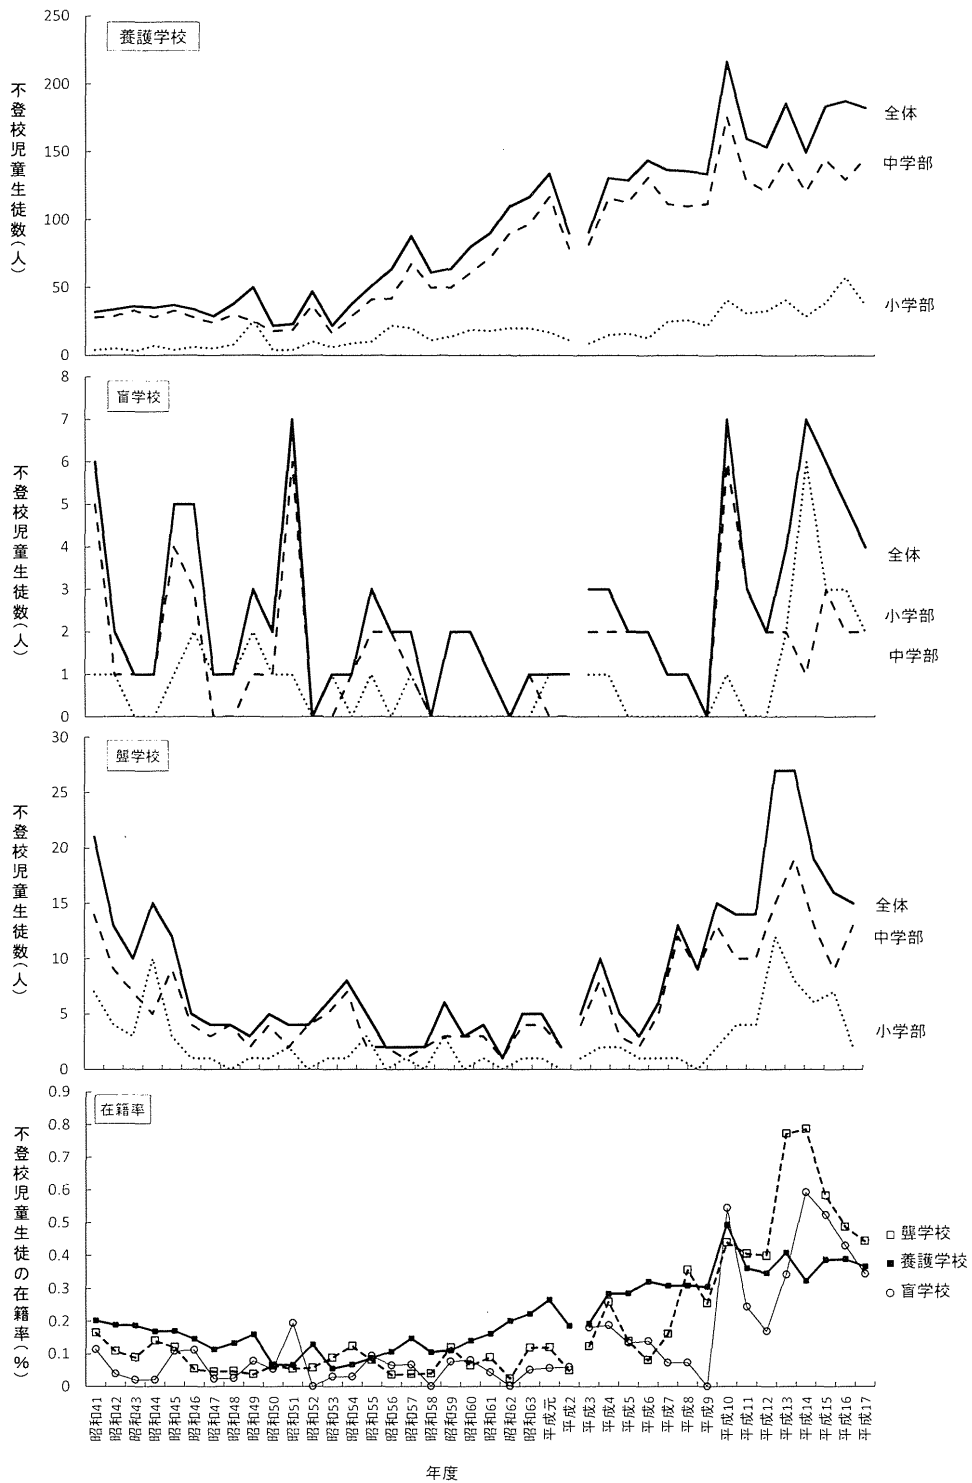 養護学校
不登校児童生徒数(人)
250
200
150
100
50
0
全体
中学部
小学部
盲学校
不登校児童生徒数(人)
8
7
6
5
4
3
2
1
0
全体
小学部
中学部
聾学校
不登校児童生徒数(人)
30
25
20
15
10
5
0
全体
中学部
小学部
在籍率
不登校児童生徒の在籍率(%)
0.9
0.8
0.7
0.6
0.5
0.4
0.3
0.2
0.1
0
聾学校
養護学校
盲学校
昭和41
昭和42
昭和43
昭和44
昭和45
昭和46
昭和47
昭和48
昭和49
昭和50
昭和51
昭和52
昭和53
昭和54
昭和55
昭和56
昭和57
昭和58
昭和59
昭和60
昭和61
昭和62
昭和63
平成元
平成2
平成3
平成4
平成5
平成6
平成7
平成8
平成9
平成10
平成11
平成12
平成13
平成14
平成15
平成16
平成17
年度